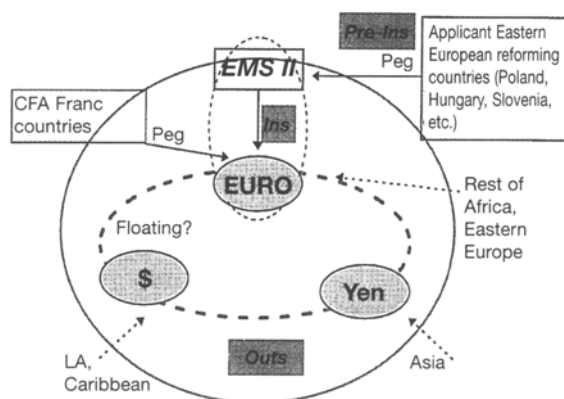 Pre-Ins
Applicant Eastern
European reforming
countries (Poland,
Hungary, Slovenia,
etc.)
Peg
EMS II
CFA Franc
countries
Peg
Ins
EURO
Rest of
Africa,
Eastern
Europe
Floating?
$
Yen
LA,
Caribbean
Outs
Asia